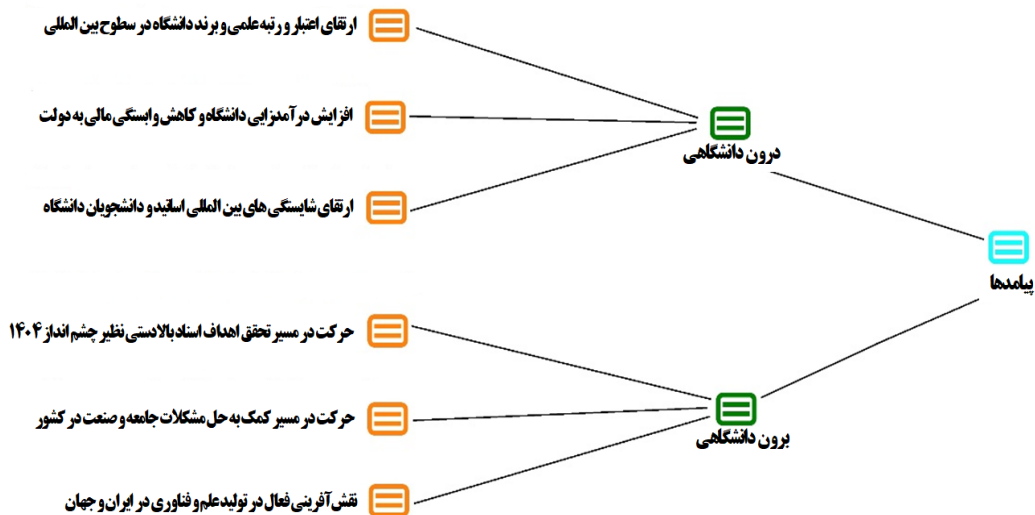 پیامدها
درون دانشگاهی
ارتقای اعتبار و رتبه علمی و برند دانشگاه در سطوح بین المللی
افزایش درآمدزایی دانشگاه و کاهش وابستگی مالی به دولت
ارتقای شایستگی های بین المللی اساتید و دانشجویان دانشگاه
برون دانشگاهی
حرکت در مسیر تحقق اهداف اسناد بالادستی نظیر چشم انداز ۱۴۰۴
حرکت در مسیر کمک به حل مشکلات جامعه و صنعت در کشور
نقش آفرینی فعال در تولید علم و فناوری در ایران و جهان